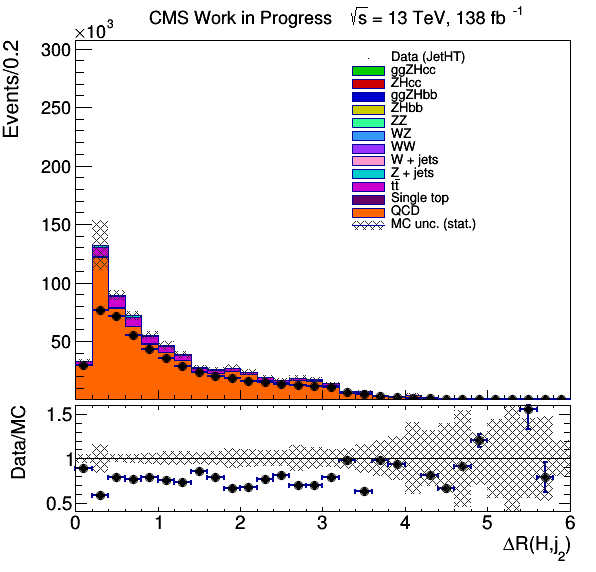 CMS Work in Progress √s = 13 TeV, 138 fb⁻¹
×10³
Events/0.2
300
250
200
150
100
50
Data (JetHT)
ggZHcc
ZHcc
ggZHbb
ZHbb
ZZ
WZ
WW
W + jets
Z + jets
tt̄
Single top
QCD
MC unc. (stat.)
Data/MC
1.5
1
0.5
0 1 2 3 4 5 6
ΔR(H,j₂)